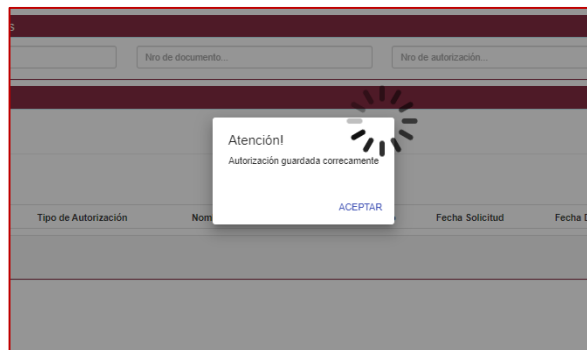 s
Nro de documento...
Nro de autorización...
Atención!
Autorización guardada correcamente
ACEPTAR
Tipo de Autorización
Nom
Fecha Solicitud
Fecha